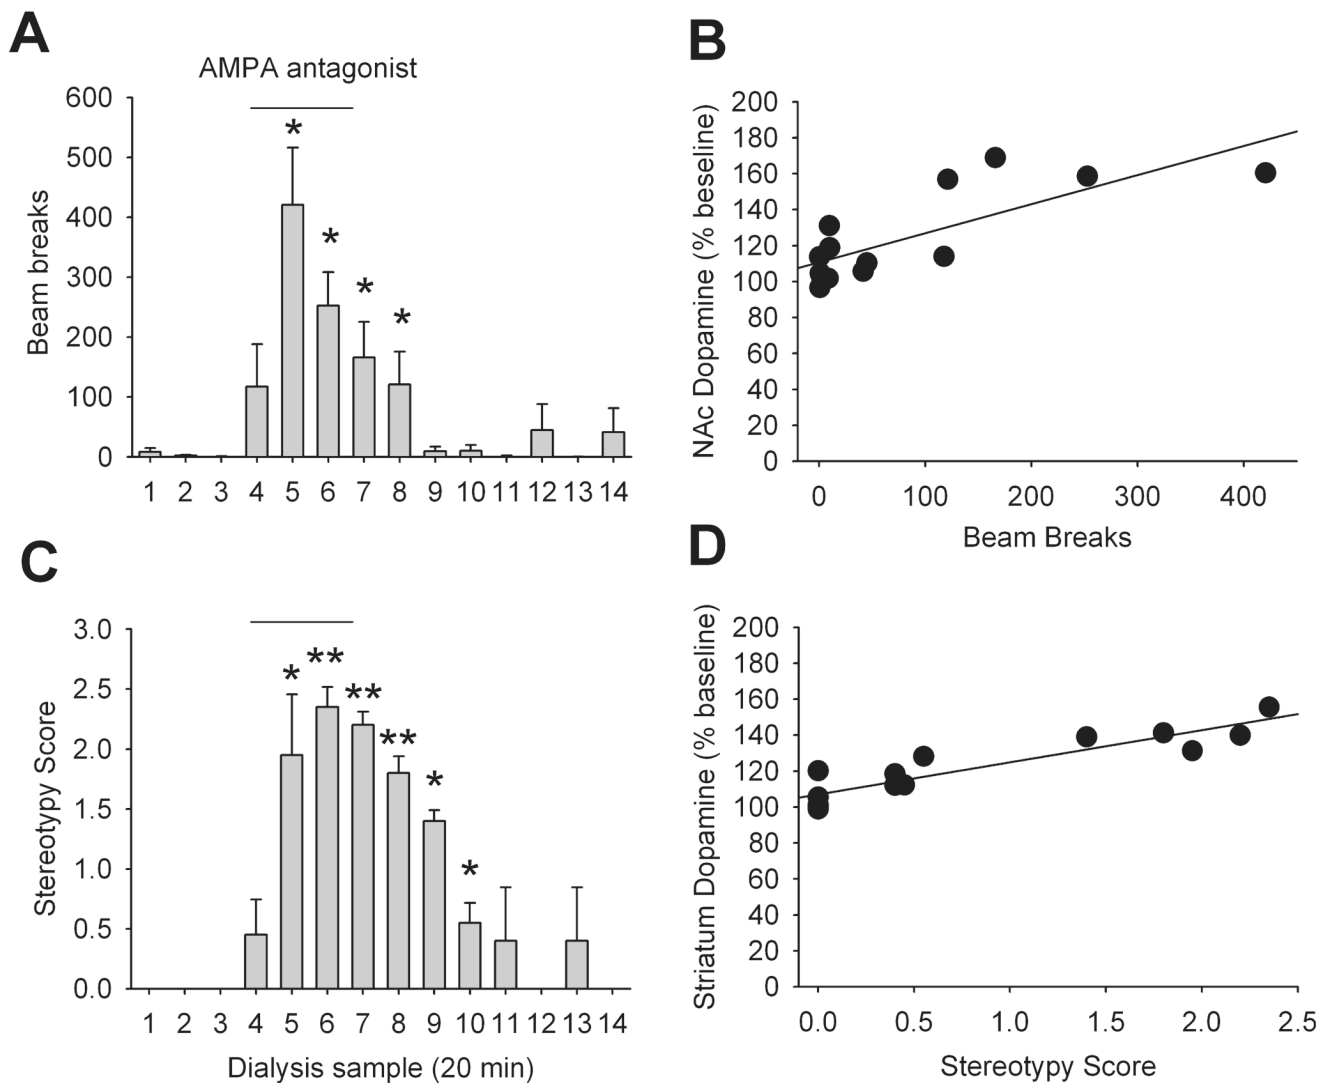 A
AMPA antagonist
600
500
400
300
200
100
0
Beam breaks
*
*
*
*
1 2 3 4 5 6 7 8 9 10 11 12 13 14
B
200
180
160
140
120
100
80
60
40
20
0
NAc Dopamine (% beseline)
0 100 200 300 400
Beam Breaks
C
3.0
2.5
2.0
1.5
1.0
0.5
0.0
Stereotypy Score
*
**
**
**
*
*
1 2 3 4 5 6 7 8 9 10 11 12 13 14
Dialysis sample (20 min)
D
200
180
160
140
120
100
80
60
40
20
0
Striatum Dopamine (% baseline)
0.0 0.5 1.0 1.5 2.0 2.5
Stereotypy Score